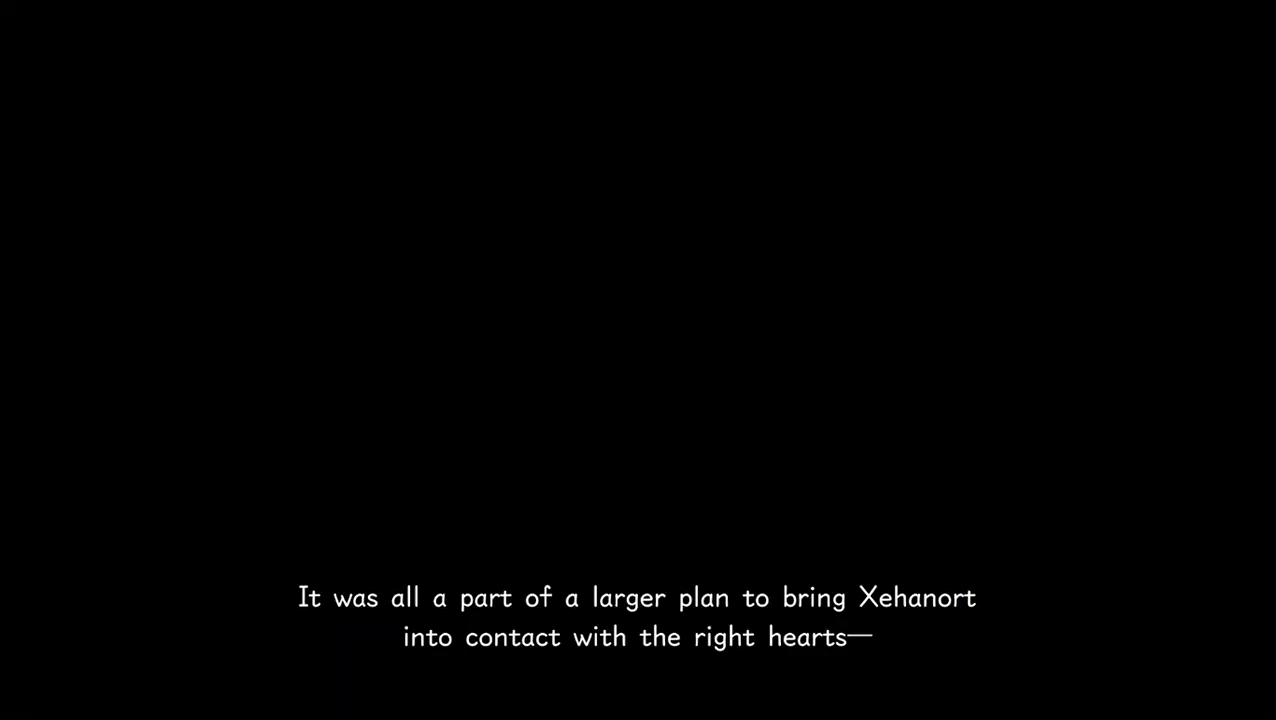 It was all a part of a larger plan to bring Xehanort
into contact with the right hearts—